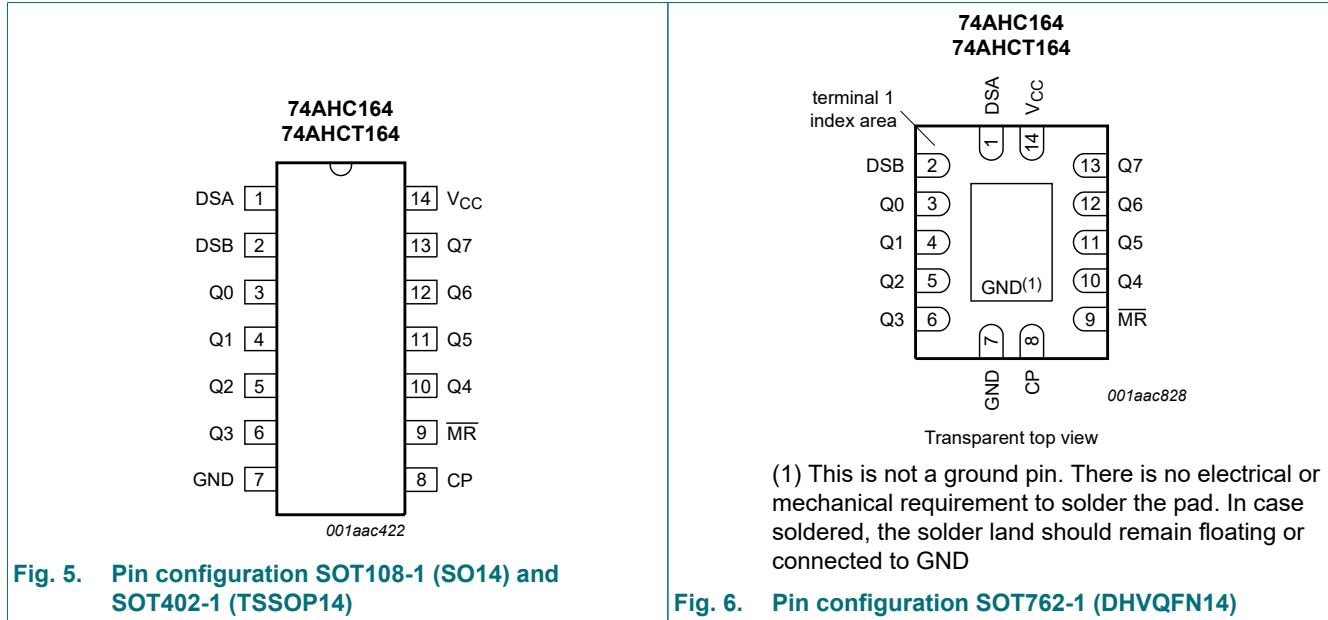 74AHC164
74AHCT164
DSA 1
14 VCC
DSB 2
13 Q7
Q0 3
12 Q6
Q1 4
11 Q5
Q2 5
10 Q4
Q3 6
9 MR
GND 7
8 CP
001aac422
Fig. 5. Pin configuration SOT108-1 (SO14) and
SOT402-1 (TSSOP14)
74AHC164
74AHCT164
terminal 1
index area
DSA
VCC
1
14
DSB 2
13 Q7
Q0 3
12 Q6
Q1 4
11 Q5
Q2 5
10 Q4
GND(1)
Q3 6
9 MR
7
8
GND
CP
001aac828
Transparent top view
(1) This is not a ground pin. There is no electrical or
mechanical requirement to solder the pad. In case
soldered, the solder land should remain floating or
connected to GND
Fig. 6. Pin configuration SOT762-1 (DHVQFN14)